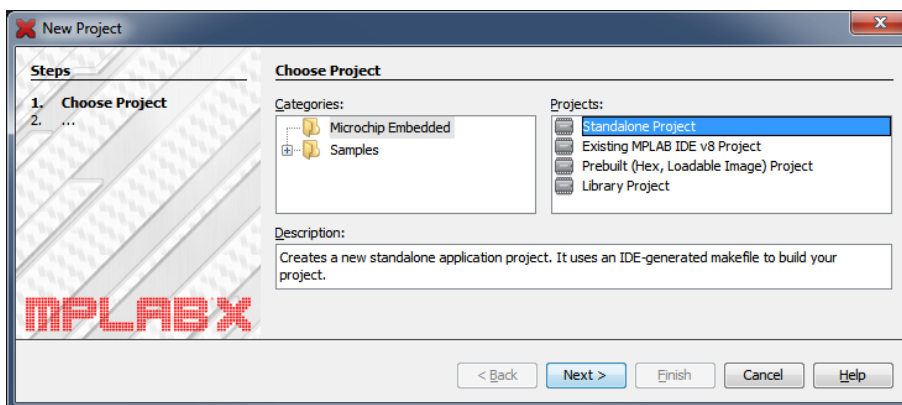 New Project
Steps
1. Choose Project
2. ...
Choose Project
Categories:
Microchip Embedded
Samples
Projects:
Standalone Project
Existing MPLAB IDE v8 Project
Prebuilt (Hex, Loadable Image) Project
Library Project
Description:
Creates a new standalone application project. It uses an IDE-generated makefile to build your
project.
MPLAB X
< Back
Next >
Finish
Cancel
Help